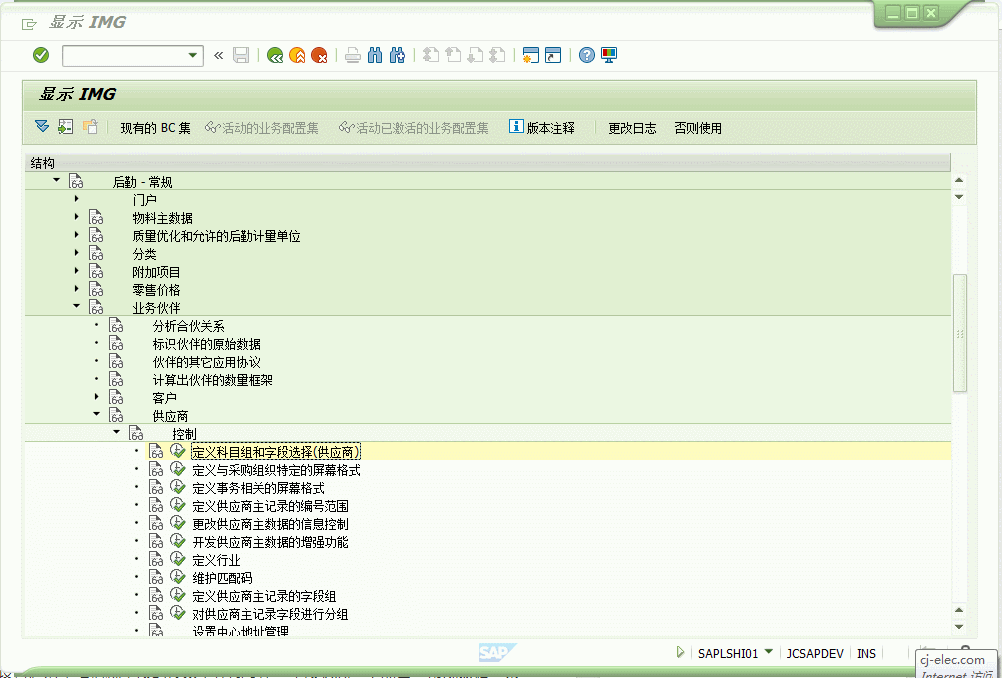 显示 IMG
显示 IMG
现有的 BC 集 活动的业务配置集 活动已激活的业务配置集 版本注释 更改日志 否则使用
结构
后勤 - 常规
门户
物料主数据
质量优化和允许的后勤计量单位
分类
附加项目
零售价格
业务伙伴
分析合伙关系
标识伙伴的原始数据
伙伴的其它应用协议
计算出伙伴的数量框架
客户
供应商
控制
定义科目组和字段选择(供应商)
定义与采购组织特定的屏幕格式
定义事务相关的屏幕格式
定义供应商主记录的编号范围
更改供应商主数据的信息控制
开发供应商主数据的增强功能
定义行业
维护匹配码
定义供应商主记录的字段组
对供应商主记录字段进行分组
设置中心地址管理
SAP SAPLSHI01 JCSAPDEV INS
cj-elec.com
Internet 访问